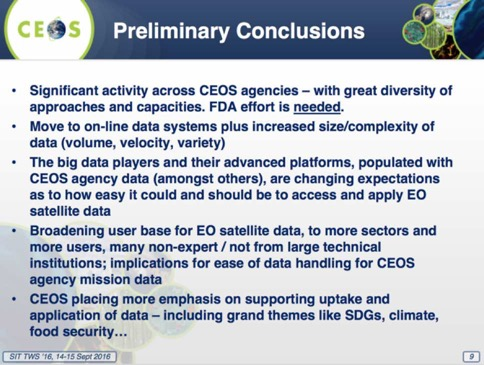 CEOS
Preliminary Conclusions
• Significant activity across CEOS agencies – with great diversity of
approaches and capacities. FDA effort is needed.
• Move to on-line data systems plus increased size/complexity of
data (volume, velocity, variety)
• The big data players and their advanced platforms, populated with
CEOS agency data (amongst others), are changing expectations
as to how easy it could and should be to access and apply EO
satellite data
• Broadening user base for EO satellite data, to more sectors and
more users, many non-expert / not from large technical
institutions; implications for ease of data handling for CEOS
agency mission data
• CEOS placing more emphasis on supporting uptake and
application of data – including grand themes like SDGs, climate,
food security…
SIT TWS '16, 14-15 Sept 2016
9